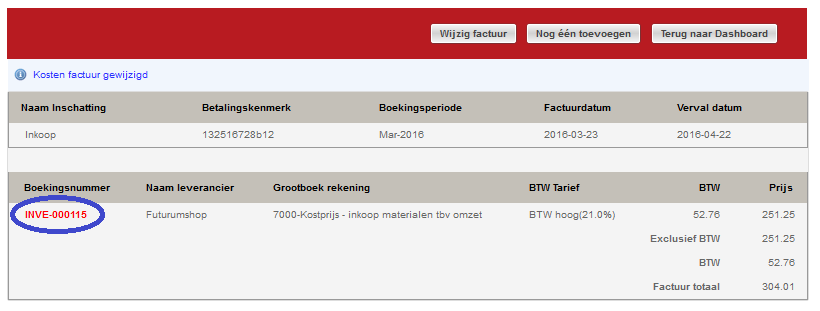 Wijzig factuur Nog één toevoegen Terug naar Dashboard
Kosten factuur gewijzigd
Naam Inschatting Betalingskenmerk Boekingsperiode Factuurdatum Verval datum
Inkoop 132516728b12 Mar-2016 2016-03-23 2016-04-22
Boekingsnummer Naam leverancier Grootboek rekening BTW Tarief BTW Prijs
INVE-000115 Futurumshop 7000-Kostprijs - inkoop materialen tbv omzet BTW hoog(21.0%) 52.76 251.25
Exclusief BTW 251.25
BTW 52.76
Factuur totaal 304.01